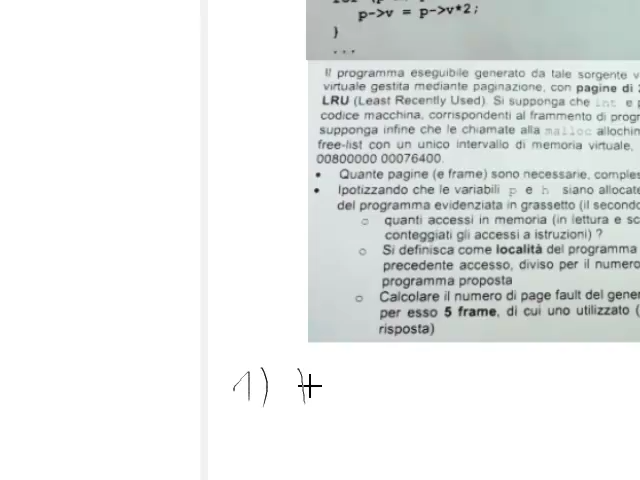 p->v = p->v*2;
}
...
Il programma eseguibile generato da tale sorgente v
virtuale gestita mediante paginazione, con pagine di
LRU (Least Recently Used). Si supponga che int e p
codice macchina, corrispondenti al frammento di progr
supponga infine che le chiamate alla malloc allochin
free-list con un unico intervallo di memoria virtuale,
00800000 00076400.
• Quante pagine (e frame) sono necessarie, comples
• Ipotizzando che le variabili p e h siano allocate
del programma evidenziata in grassetto (il secondo
o quanti accessi in memoria (in lettura e sc
conteggiati gli accessi a istruzioni) ?
o Si definisca come località del programma
precedente accesso, diviso per il numero
programma proposta
o Calcolare il numero di page fault del gener
per esso 5 frame, di cui uno utilizzato (
risposta)
1)